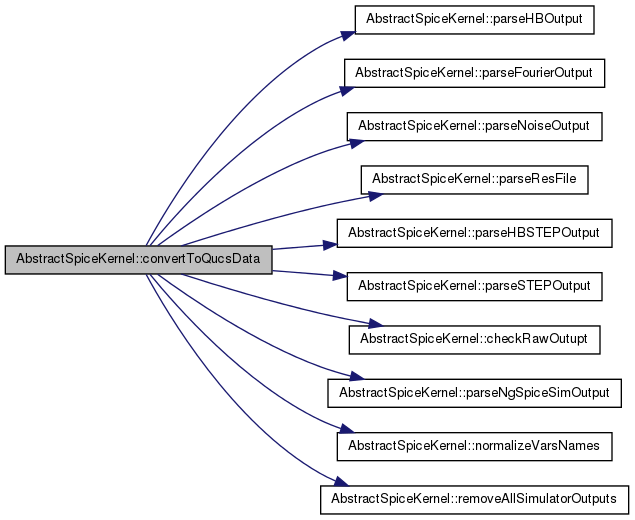 AbstractSpiceKernel::parseHBOutput
AbstractSpiceKernel::parseFourierOutput
AbstractSpiceKernel::parseNoiseOutput
AbstractSpiceKernel::parseResFile
AbstractSpiceKernel::convertToQucsData
AbstractSpiceKernel::parseHBSTEPOutput
AbstractSpiceKernel::parseSTEPOutput
AbstractSpiceKernel::checkRawOutupt
AbstractSpiceKernel::parseNgSpiceSimOutput
AbstractSpiceKernel::normalizeVarsNames
AbstractSpiceKernel::removeAllSimulatorOutputs